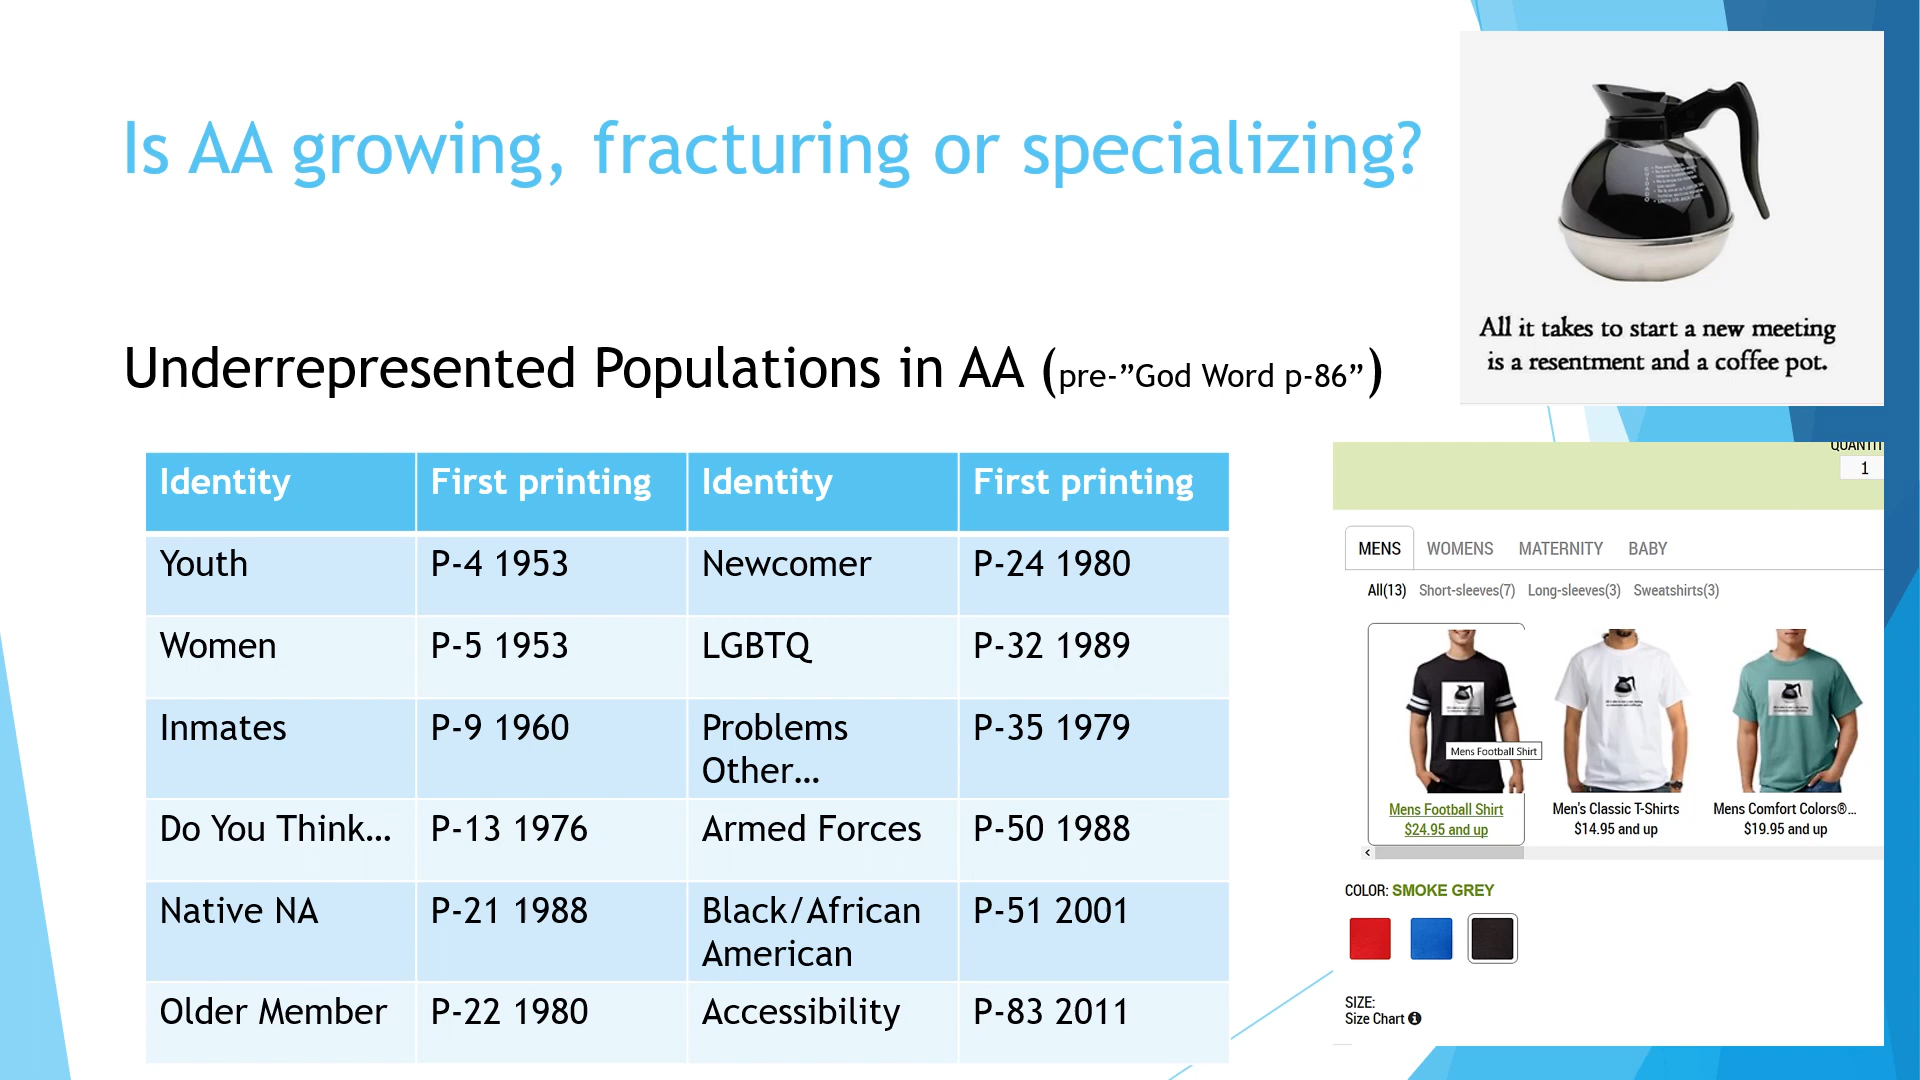 Is AA growing, fracturing or specializing?
All it takes to start a new meeting
is a resentment and a coffee pot.
Underrepresented Populations in AA (pre-”God Word p-86”)
Identity First printing Identity First printing
Youth P-4 1953 Newcomer P-24 1980
Women P-5 1953 LGBTQ P-32 1989
Inmates P-9 1960 Problems P-35 1979
Other…
Do You Think… P-13 1976 Armed Forces P-50 1988
Native NA P-21 1988 Black/African P-51 2001
American
Older Member P-22 1980 Accessibility P-83 2011
1
MENS WOMENS MATERNITY BABY
All(13) Short-sleeves(7) Long-sleeves(3) Sweatshirts(3)
Mens Football Shirt
Mens Football Shirt Men's Classic T-Shirts Mens Comfort Colors®...
$24.95 and up $14.95 and up $19.95 and up
COLOR: SMOKE GREY
SIZE:
Size Chart